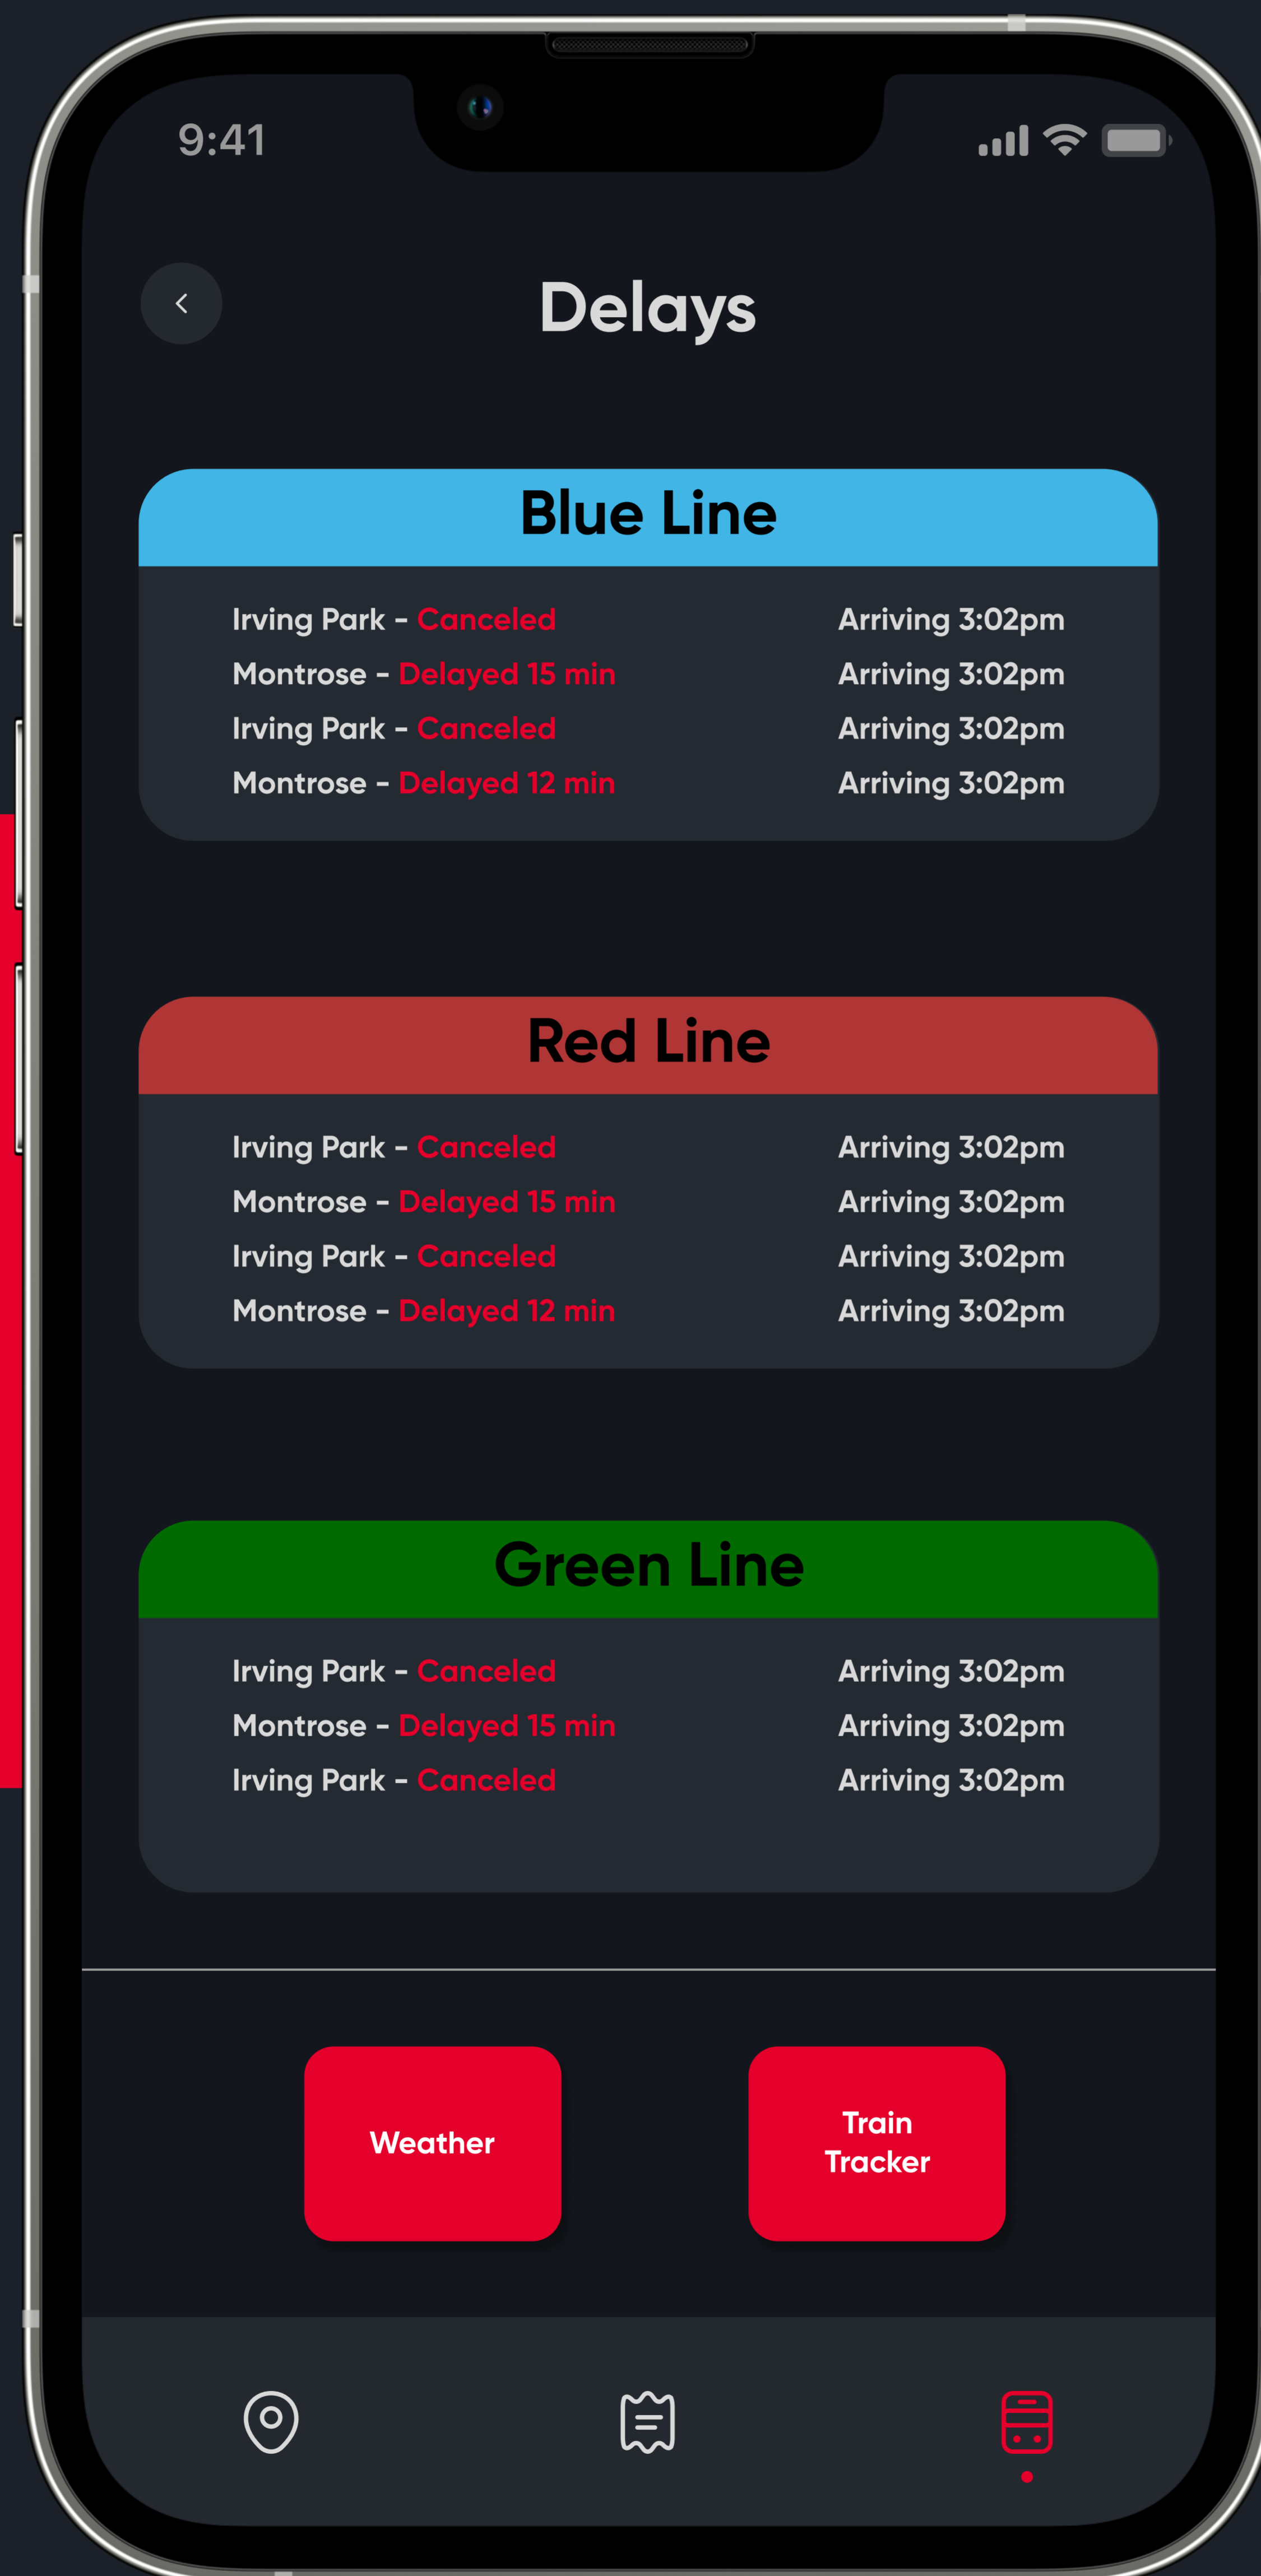 9:41
Delays
Blue Line
Irving Park - Canceled Arriving 3:02pm
Montrose - Delayed 15 min Arriving 3:02pm
Irving Park - Canceled Arriving 3:02pm
Montrose - Delayed 12 min Arriving 3:02pm
Red Line
Irving Park - Canceled Arriving 3:02pm
Montrose - Delayed 15 min Arriving 3:02pm
Irving Park - Canceled Arriving 3:02pm
Montrose - Delayed 12 min Arriving 3:02pm
Green Line
Irving Park - Canceled Arriving 3:02pm
Montrose - Delayed 15 min Arriving 3:02pm
Irving Park - Canceled Arriving 3:02pm
Weather
Train
Tracker